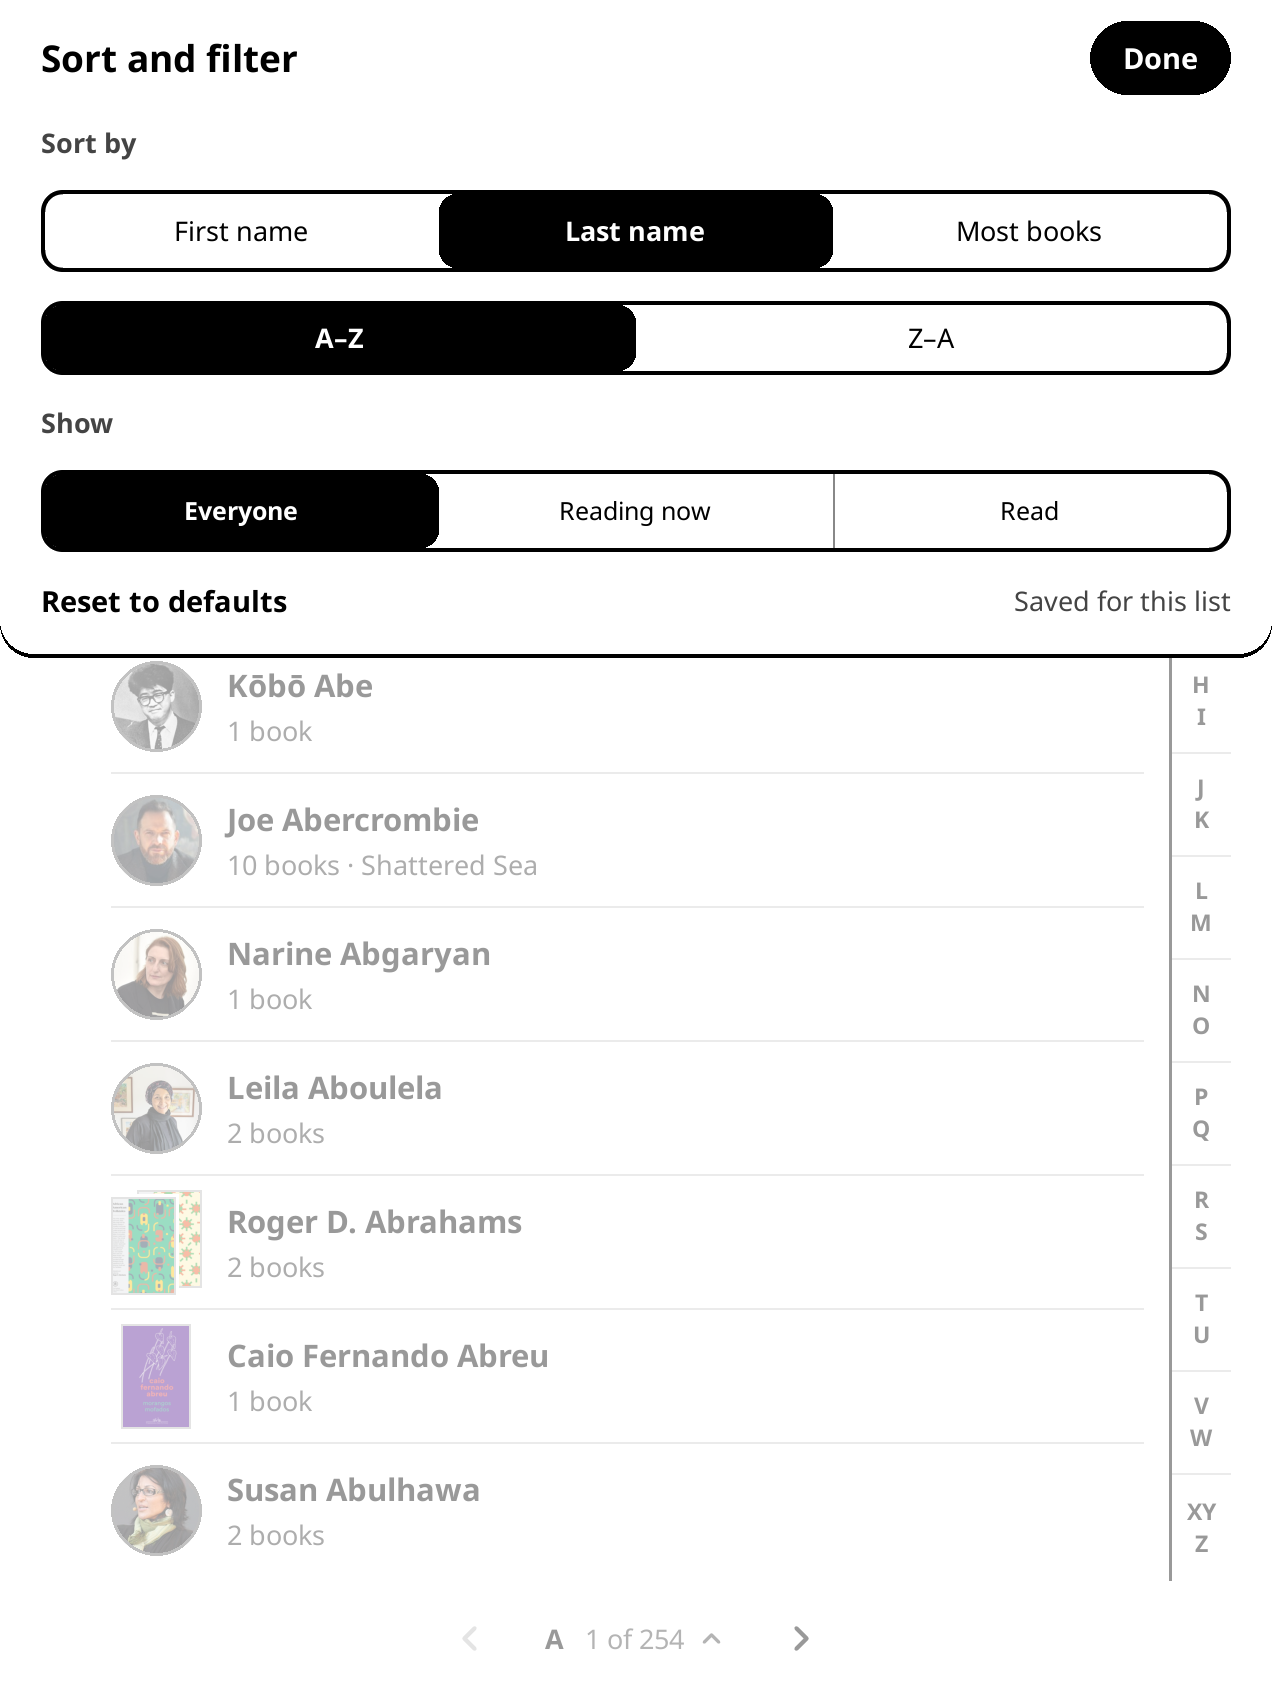 Sort and filter
Done
Sort by
First name
Last name
Most books
A–Z
Z–A
Show
Everyone
Reading now
Read
Reset to defaults
Saved for this list
Kōbō Abe
1 book
Joe Abercrombie
10 books · Shattered Sea
Narine Abgaryan
1 book
Leila Aboulela
2 books
Roger D. Abrahams
2 books
Caio Fernando Abreu
1 book
Susan Abulhawa
2 books
H
I
J
K
L
M
N
O
P
Q
R
S
T
U
V
W
XY
Z
A 1 of 254